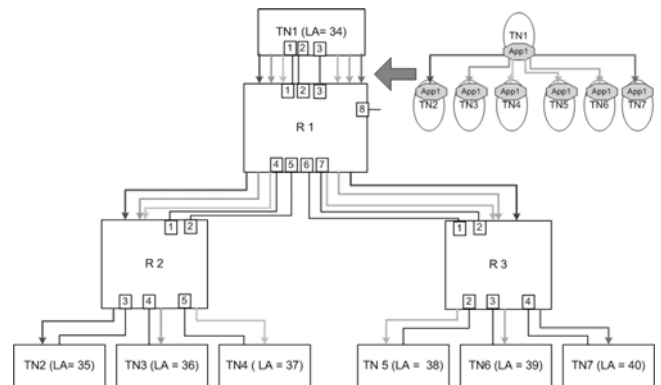 TN1 (LA= 34)
1 2 3
1 2 3
8
R 1
4 5 6 7
TN1
App1
App1 App1 App1 App1 App1 App1
TN2 TN3 TN4 TN5 TN6 TN7
1 2
R 2
3 4 5
1 2
R 3
2 3 4
TN2 (LA= 35) TN3 (LA = 36) TN4 ( LA = 37) TN 5 (LA = 38) TN6 (LA = 39) TN7 (LA = 40)